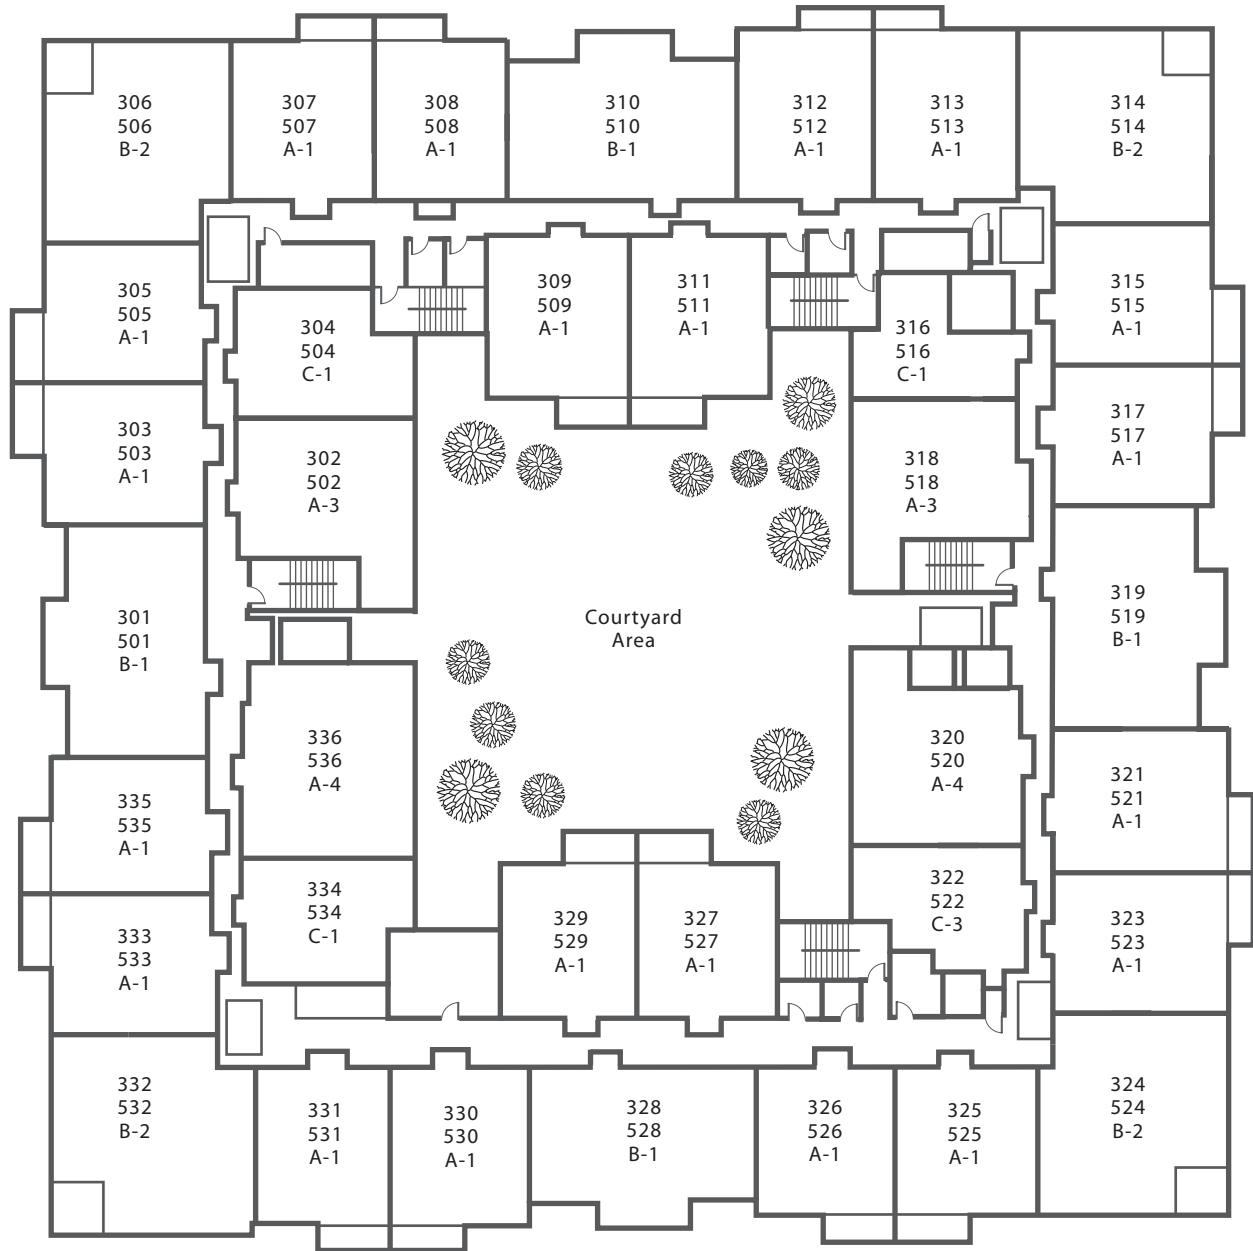 306
506
B-2
307
507
A-1
308
508
A-1
310
510
B-1
312
512
A-1
313
513
A-1
314
514
B-2
305
505
A-1
304
504
C-1
309
509
A-1
311
511
A-1
316
516
C-1
315
515
A-1
303
503
A-1
302
502
A-3
318
518
A-3
317
517
A-1
301
501
B-1
Courtyard
Area
319
519
B-1
336
536
A-4
320
520
A-4
335
535
A-1
321
521
A-1
334
534
C-1
329
529
A-1
327
527
A-1
322
522
C-3
333
533
A-1
323
523
A-1
332
532
B-2
331
531
A-1
330
530
A-1
328
528
B-1
326
526
A-1
325
525
A-1
324
524
B-2